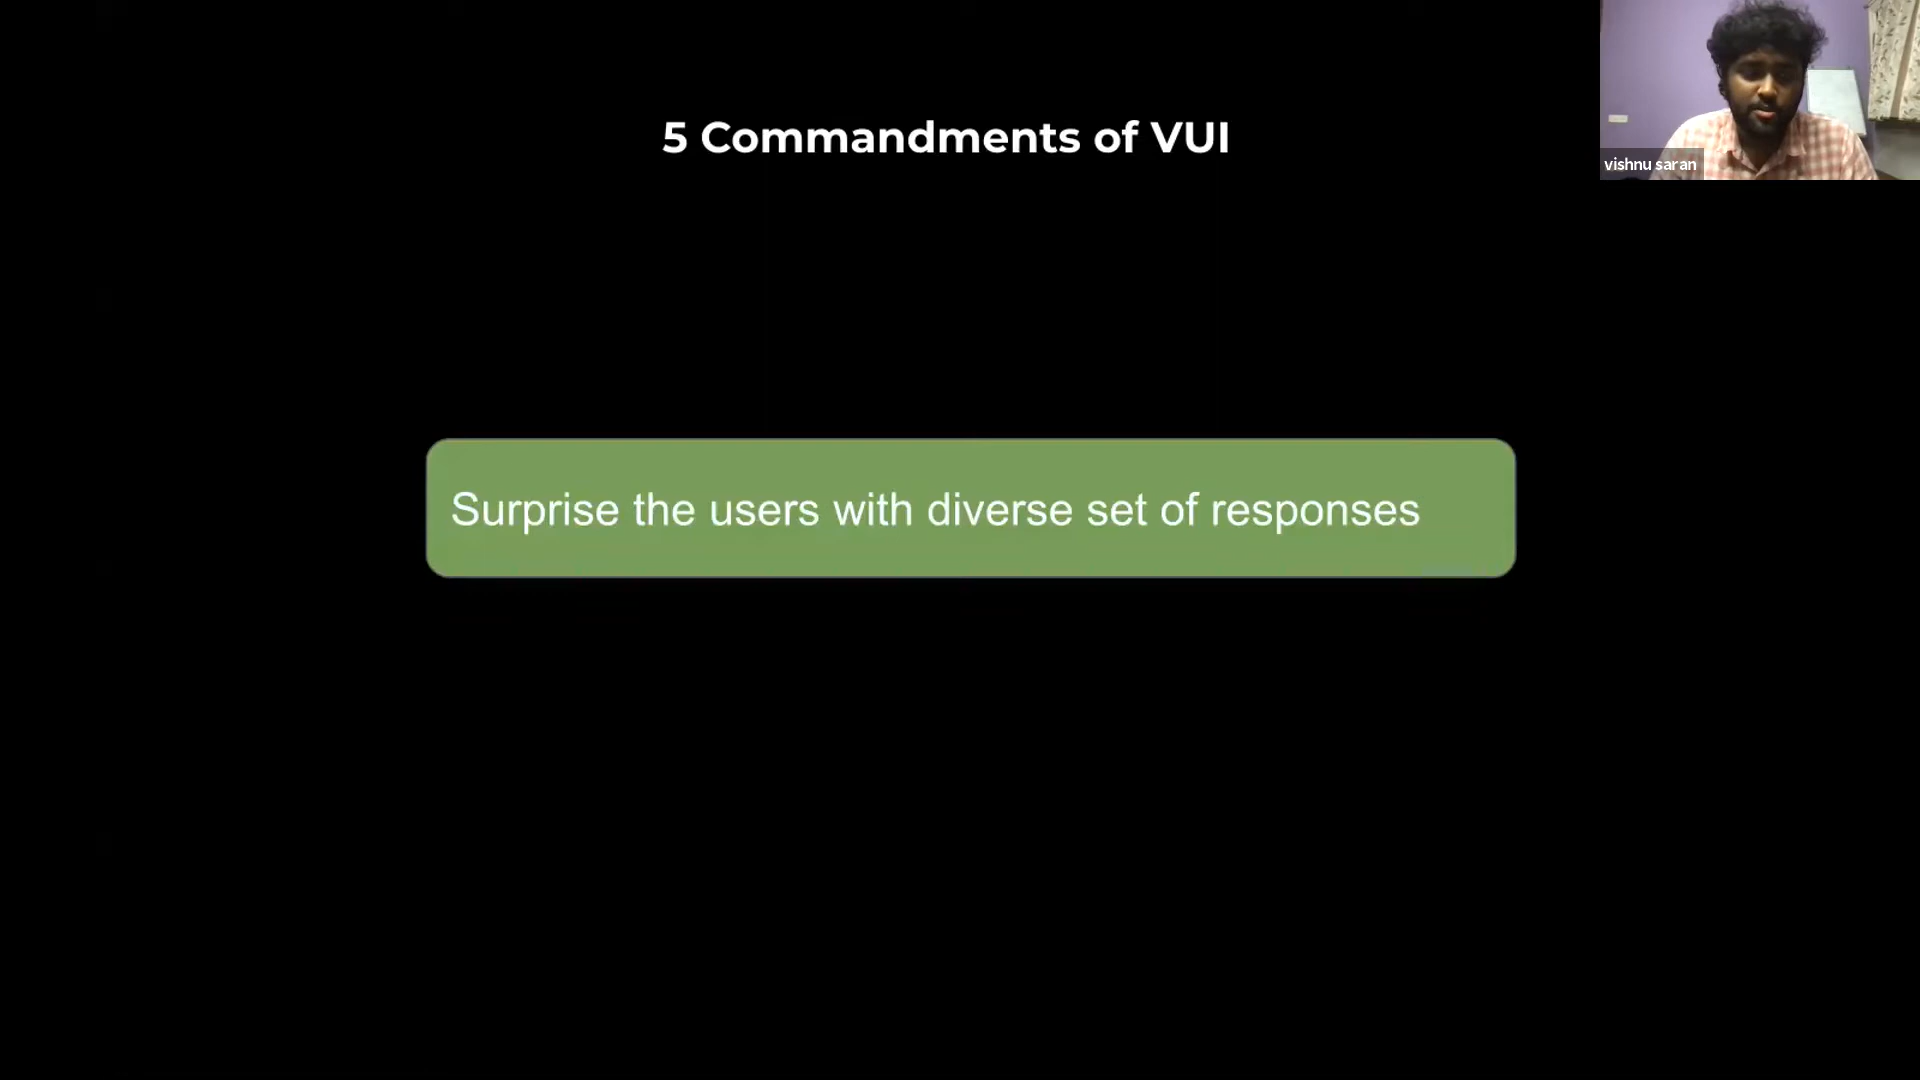 5 Commandments of VUI
vishnu saran
Surprise the users with diverse set of responses